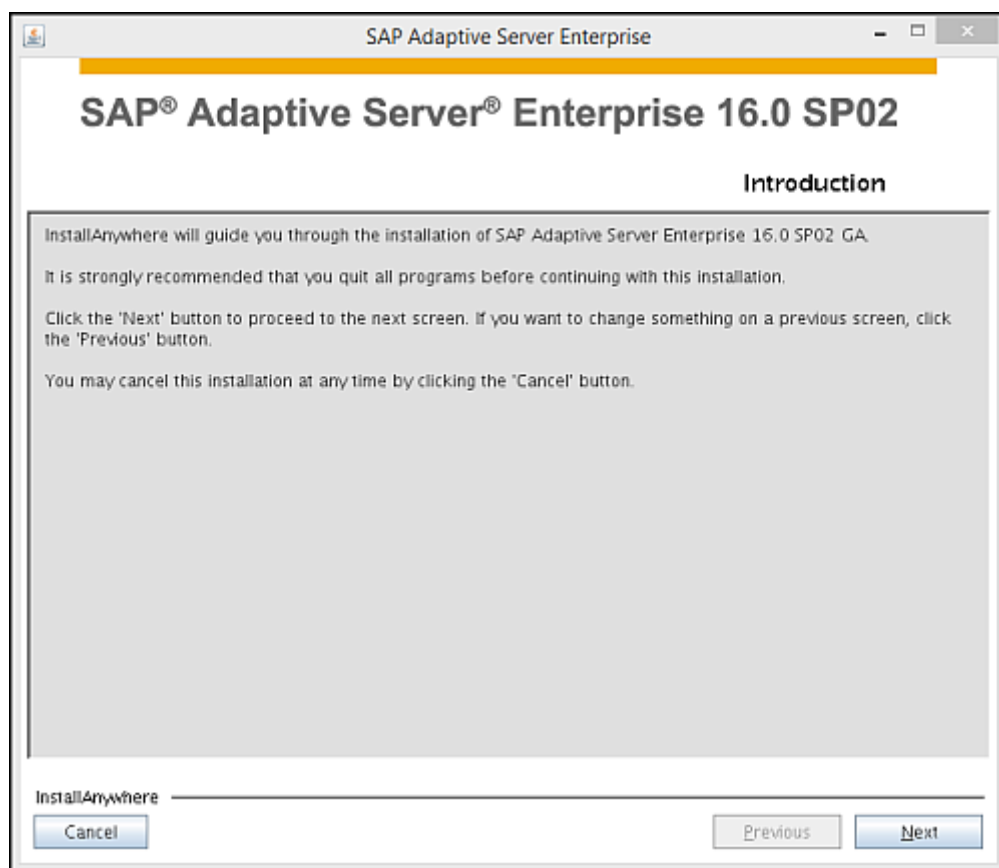 SAP Adaptive Server Enterprise
SAP® Adaptive Server® Enterprise 16.0 SP02
Introduction
InstallAnywhere will guide you through the installation of SAP Adaptive Server Enterprise 16.0 SP02 GA.
It is strongly recommended that you quit all programs before continuing with this installation.
Click the 'Next' button to proceed to the next screen. If you want to change something on a previous screen, click
the 'Previous' button.
You may cancel this installation at any time by clicking the 'Cancel' button.
InstallAnywhere
Cancel
Previous
Next